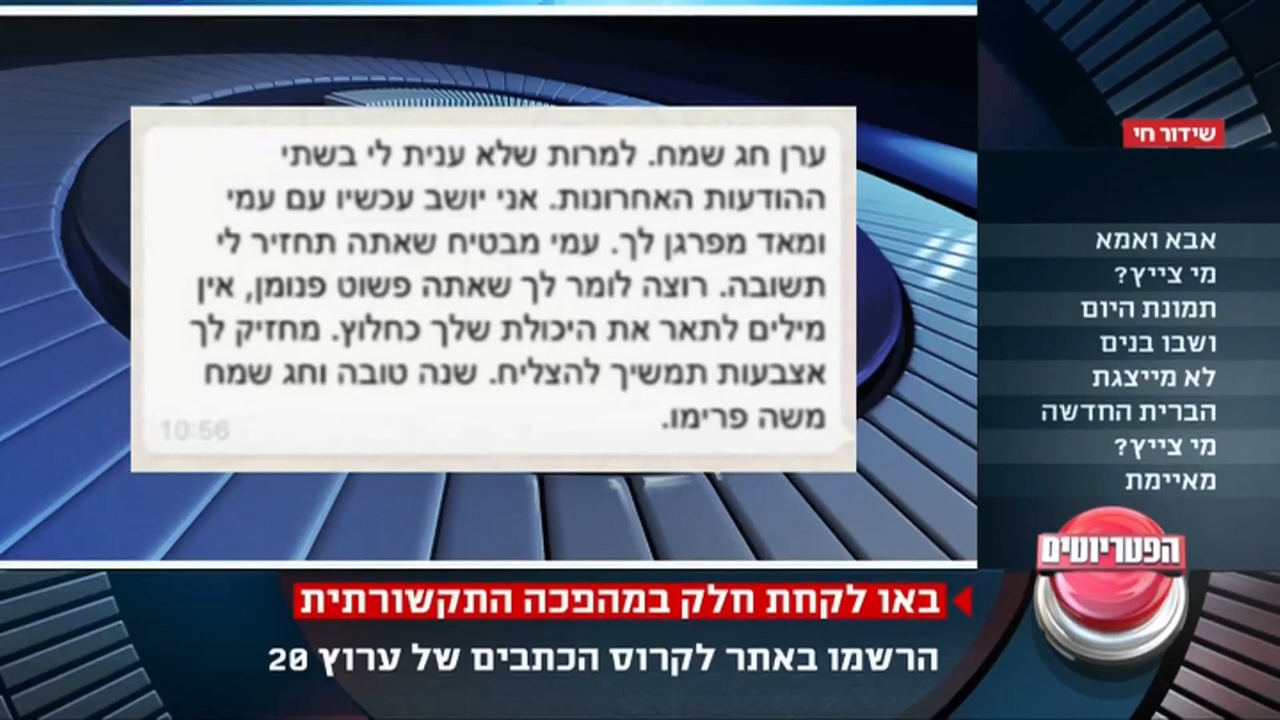 ערן חג שמח. למרות שלא ענית לי בשתי
ההודעות האחרונות. אני יושב עכשיו עם עמי
ומאד מפרגן לך. עמי מבטיח שאתה תחזיר לי
תשובה. רוצה לומר לך שאתה פשוט פנומן, אין
מילים לתאר את היכולת שלך כחלוץ. מחזיק לך
אצבעות תמשיך להצליח. שנה טובה וחג שמח
משה פרימו.
10:56
שידור חי
אבא ואמא
מי צייץ?
תמונת היום
ושבו בנים
לא מייצגת
הברית החדשה
מי צייץ?
מאיימת
הפטריוטים
באו לקחת חלק במהפכה התקשורתית
הרשמו באתר לקרוס הכתבים של ערוץ 20